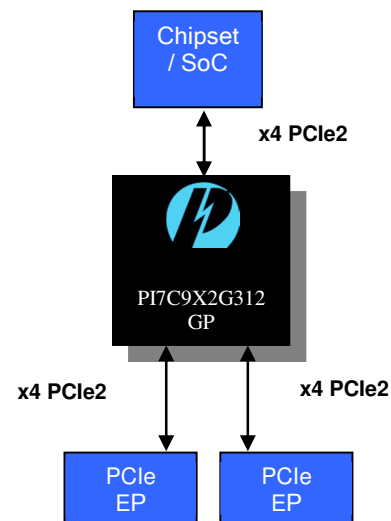 Chipset
/ SoC
x4 PCIe2
PI7C9X2G312
GP
x4 PCIe2
x4 PCIe2
PCIe
EP
PCIe
EP